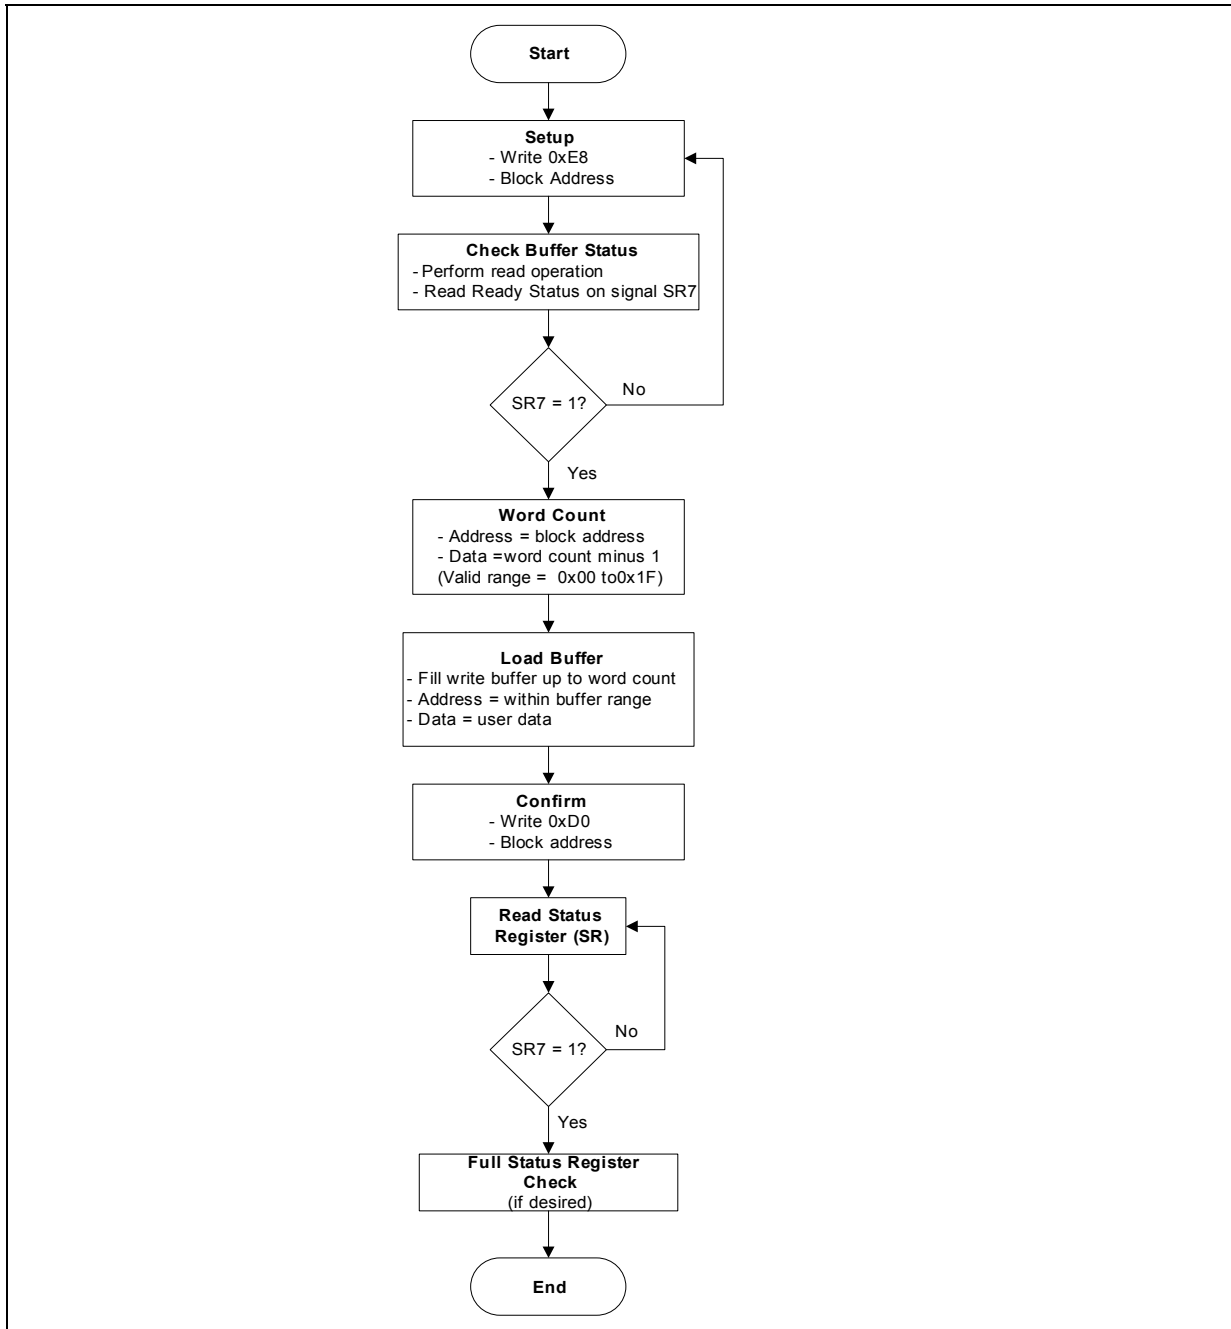 Start
Setup
- Write 0xE8
- Block Address
Check Buffer Status
- Perform read operation
- Read Ready Status on signal SR7
SR7 = 1?
No
Yes
Word Count
- Address = block address
- Data =word count minus 1
(Valid range = 0x00 to0x1F)
Load Buffer
- Fill write buffer up to word count
- Address = within buffer range
- Data = user data
Confirm
- Write 0xD0
- Block address
Read Status
Register (SR)
SR7 = 1?
No
Yes
Full Status Register
Check
(if desired)
End